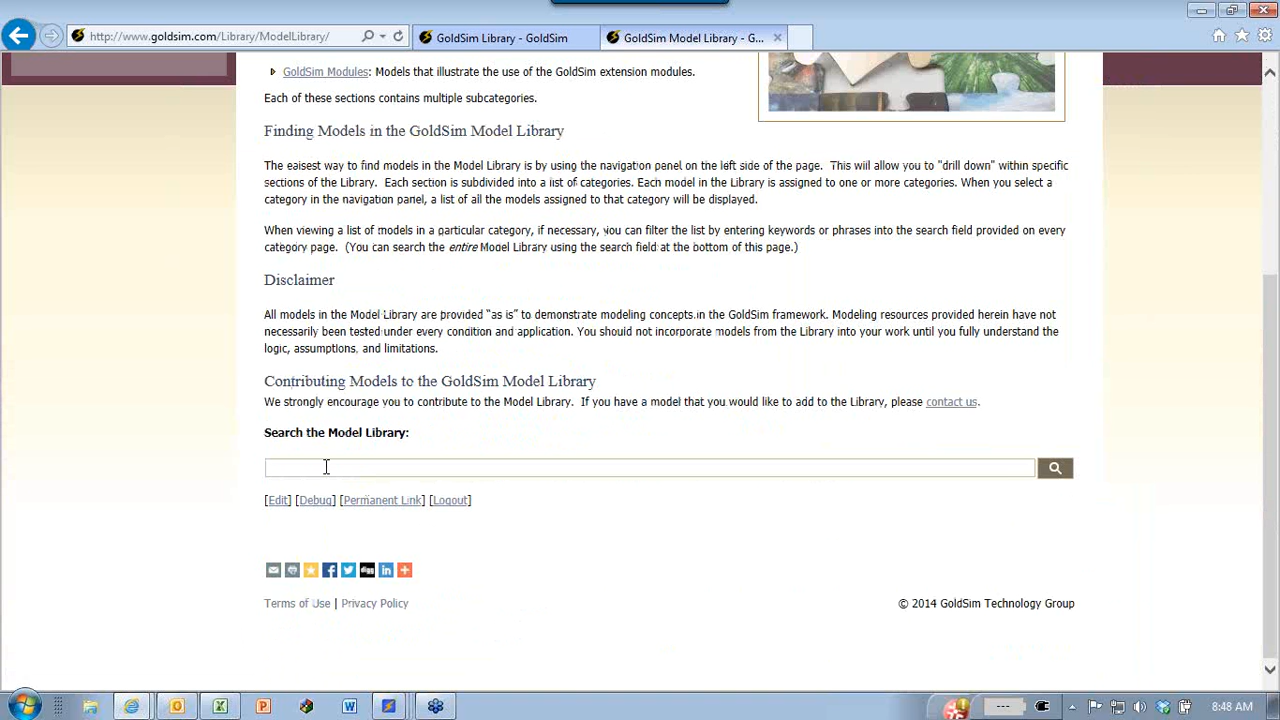 http://www.goldsim.com/Library/ModelLibrary/
GoldSim Library - GoldSim
GoldSim Model Library - G...
GoldSim Modules: Models that illustrate the use of the GoldSim extension modules.
Each of these sections contains multiple subcategories.
Finding Models in the GoldSim Model Library
The eaisest way to find models in the Model Library is by using the navigation panel on the left side of the page. This will allow you to "drill down" within specific
sections of the Library. Each section is subdivided into a list of categories. Each model in the Library is assigned to one or more categories. When you select a
category in the navigation panel, a list of all the models assigned to that category will be displayed.
When viewing a list of models in a particular category, if necessary, you can filter the list by entering keywords or phrases into the search field provided on every
category page. (You can search the entire Model Library using the search field at the bottom of this page.)
Disclaimer
All models in the Model Library are provided “as is” to demonstrate modeling concepts in the GoldSim framework. Modeling resources provided herein have not
necessarily been tested under every condition and application. You should not incorporate models from the Library into your work until you fully understand the
logic, assumptions, and limitations.
Contributing Models to the GoldSim Model Library
We strongly encourage you to contribute to the Model Library. If you have a model that you would like to add to the Library, please contact us.
Search the Model Library:
[Edit] [Debug] [Permanent Link] [Logout]
digg
Terms of Use | Privacy Policy
© 2014 GoldSim Technology Group
8:48 AM